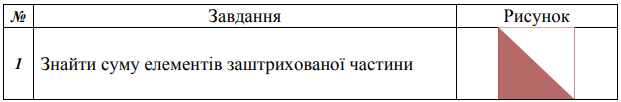 № Завдання Рисунок
1 Знайти суму елементів заштрихованої частини